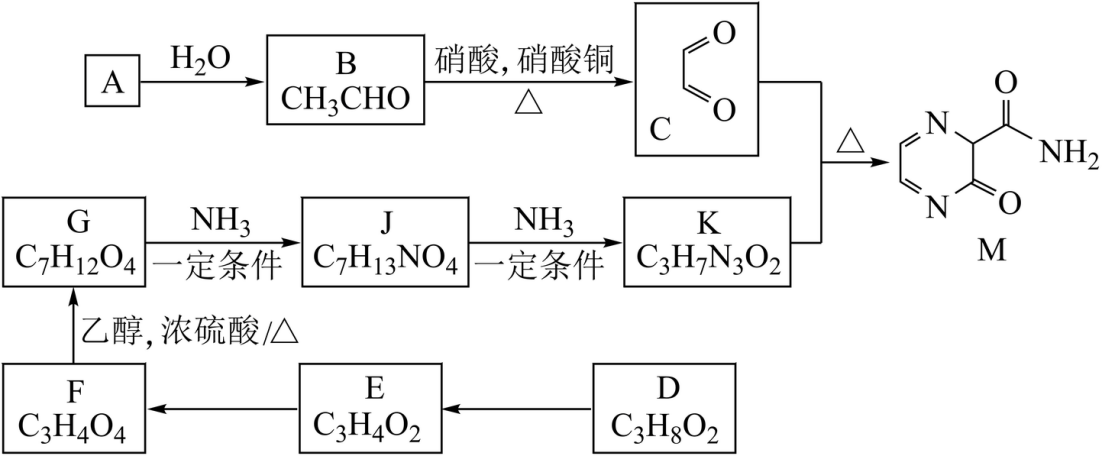 A
H2O
B
CH3CHO
硝酸, 硝酸铜
△
O
O
C
△
N
N
O
NH2
O
M
G
C7H12O4
NH3
一定条件
J
C7H13NO4
NH3
一定条件
K
C3H7N3O2
乙醇, 浓硫酸/△
F
C3H4O4
E
C3H4O2
D
C3H8O2